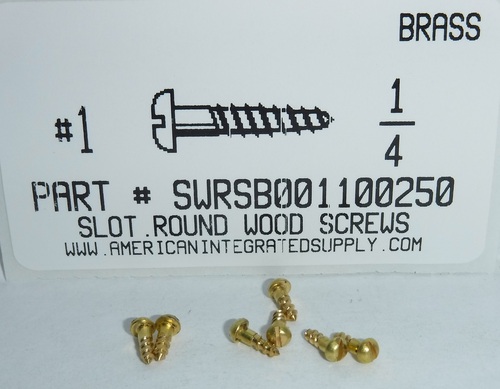 BRASS
#1
1
4
PART # SWRSB001100250
SLOT.ROUND WOOD SCREWS
WWW.AMERICANINTEGRATEDSUPPLY.COM